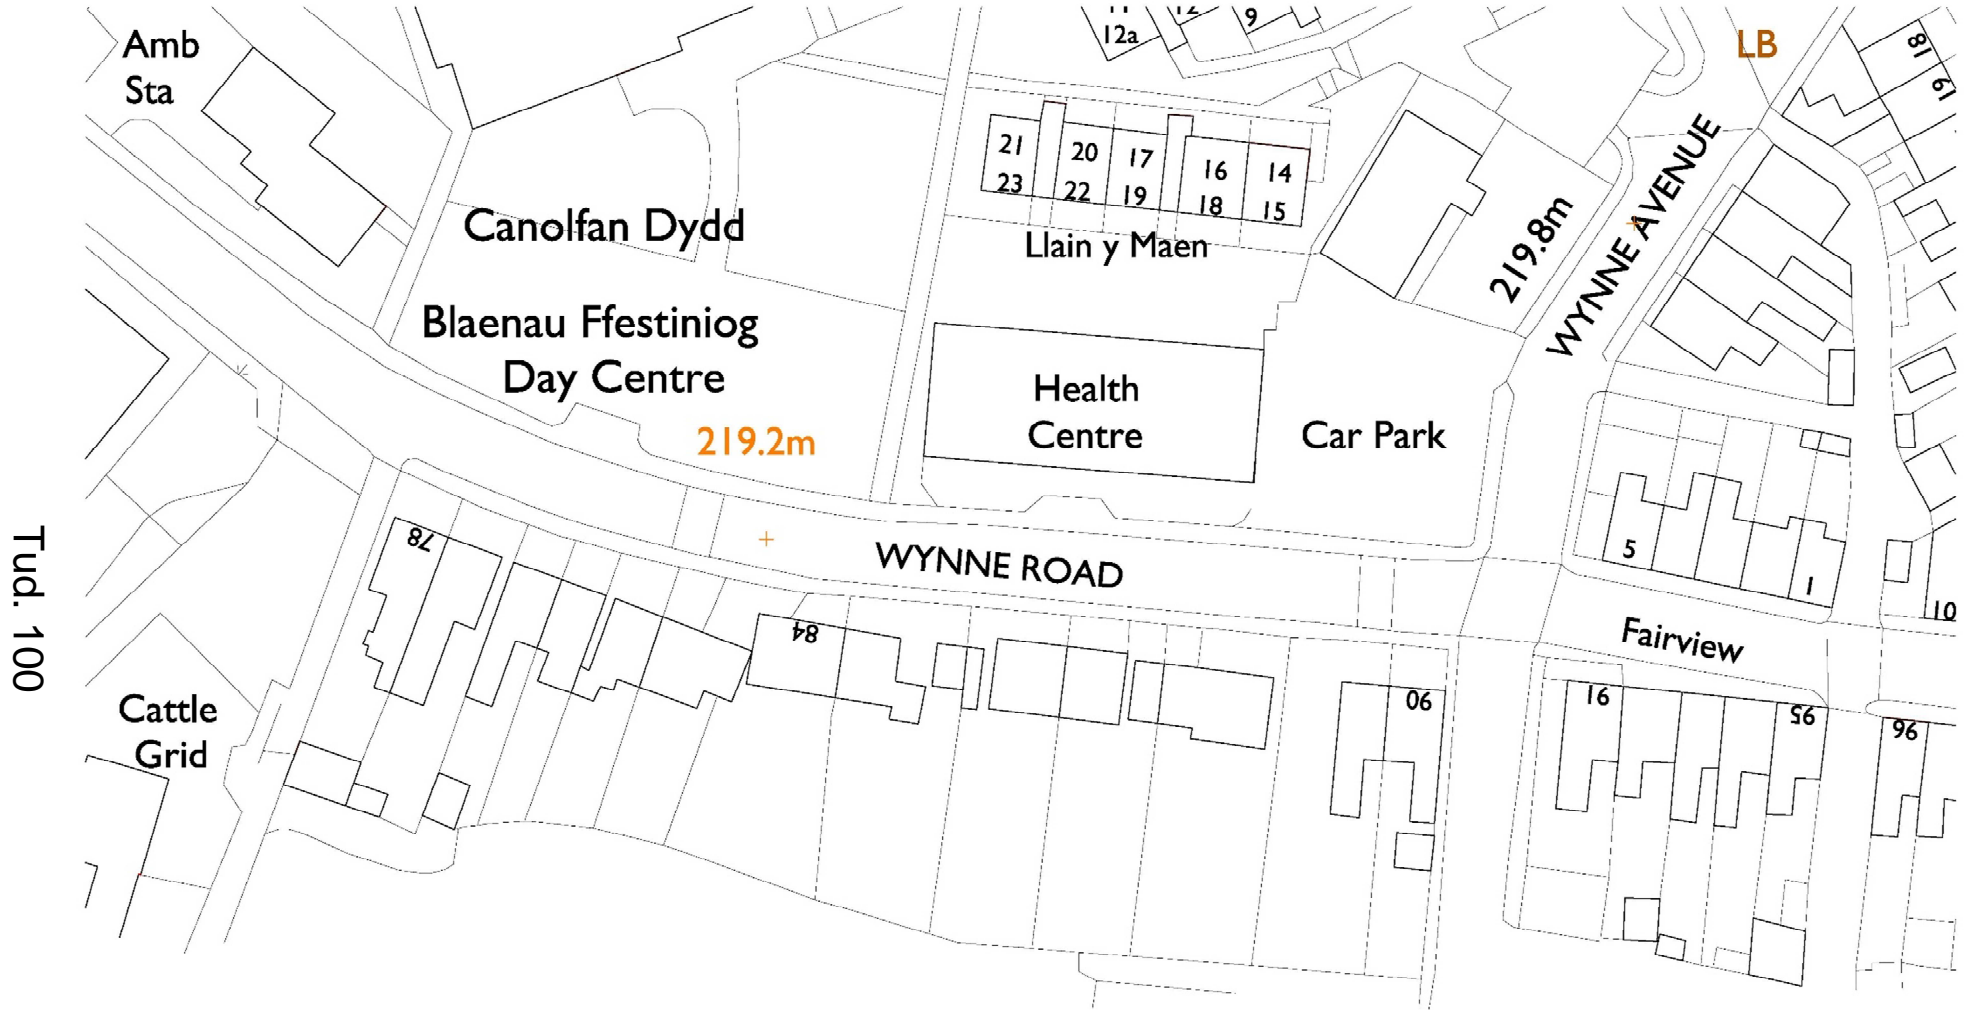 Amb
Sta
11
12a
12
9
LB
18
19
21
23
20
22
17
19
16
18
14
15
Llain y Maen
Canolfan Dydd
Blaenau Ffestiniog
Day Centre
219.2m
219.8m
WYNNE AVENUE
Health
Centre
Car Park
WYNNE ROAD
78
84
90
5
1
10
Fairview
91
95
96
Cattle
Grid
Tud. 100